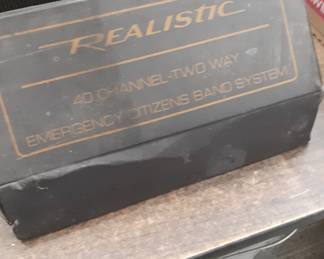 REALISTIC
40 CHANNEL-TWO WAY
EMERGENCY CITIZENS BAND SYSTEM